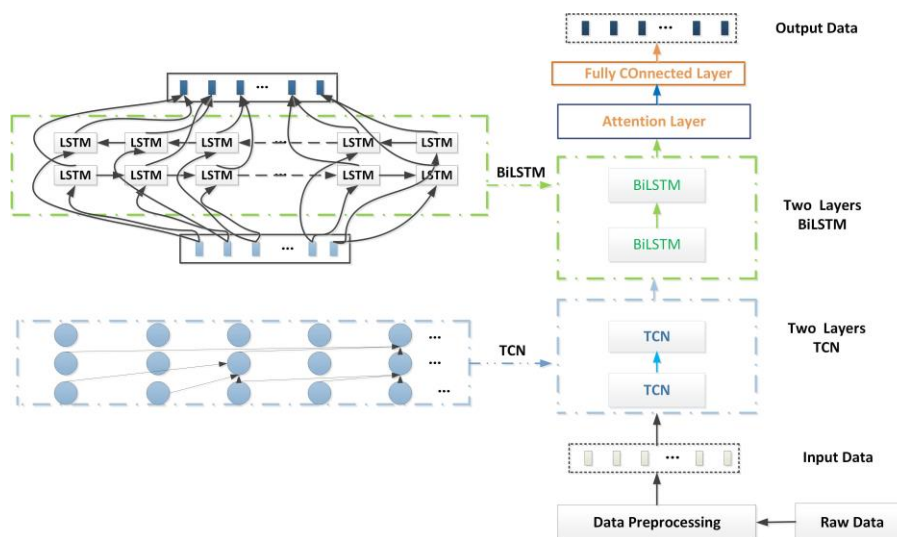 Output Data
...
Fully COnnected Layer
...
Attention Layer
LSTM LSTM LSTM ... LSTM LSTM
LSTM LSTM LSTM ... LSTM LSTM
BiLSTM
BiLSTM
BiLSTM
Two Layers
BiLSTM
...
TCN
...
...
...
TCN
TCN
Two Layers
TCN
...
Input Data
Data Preprocessing
Raw Data